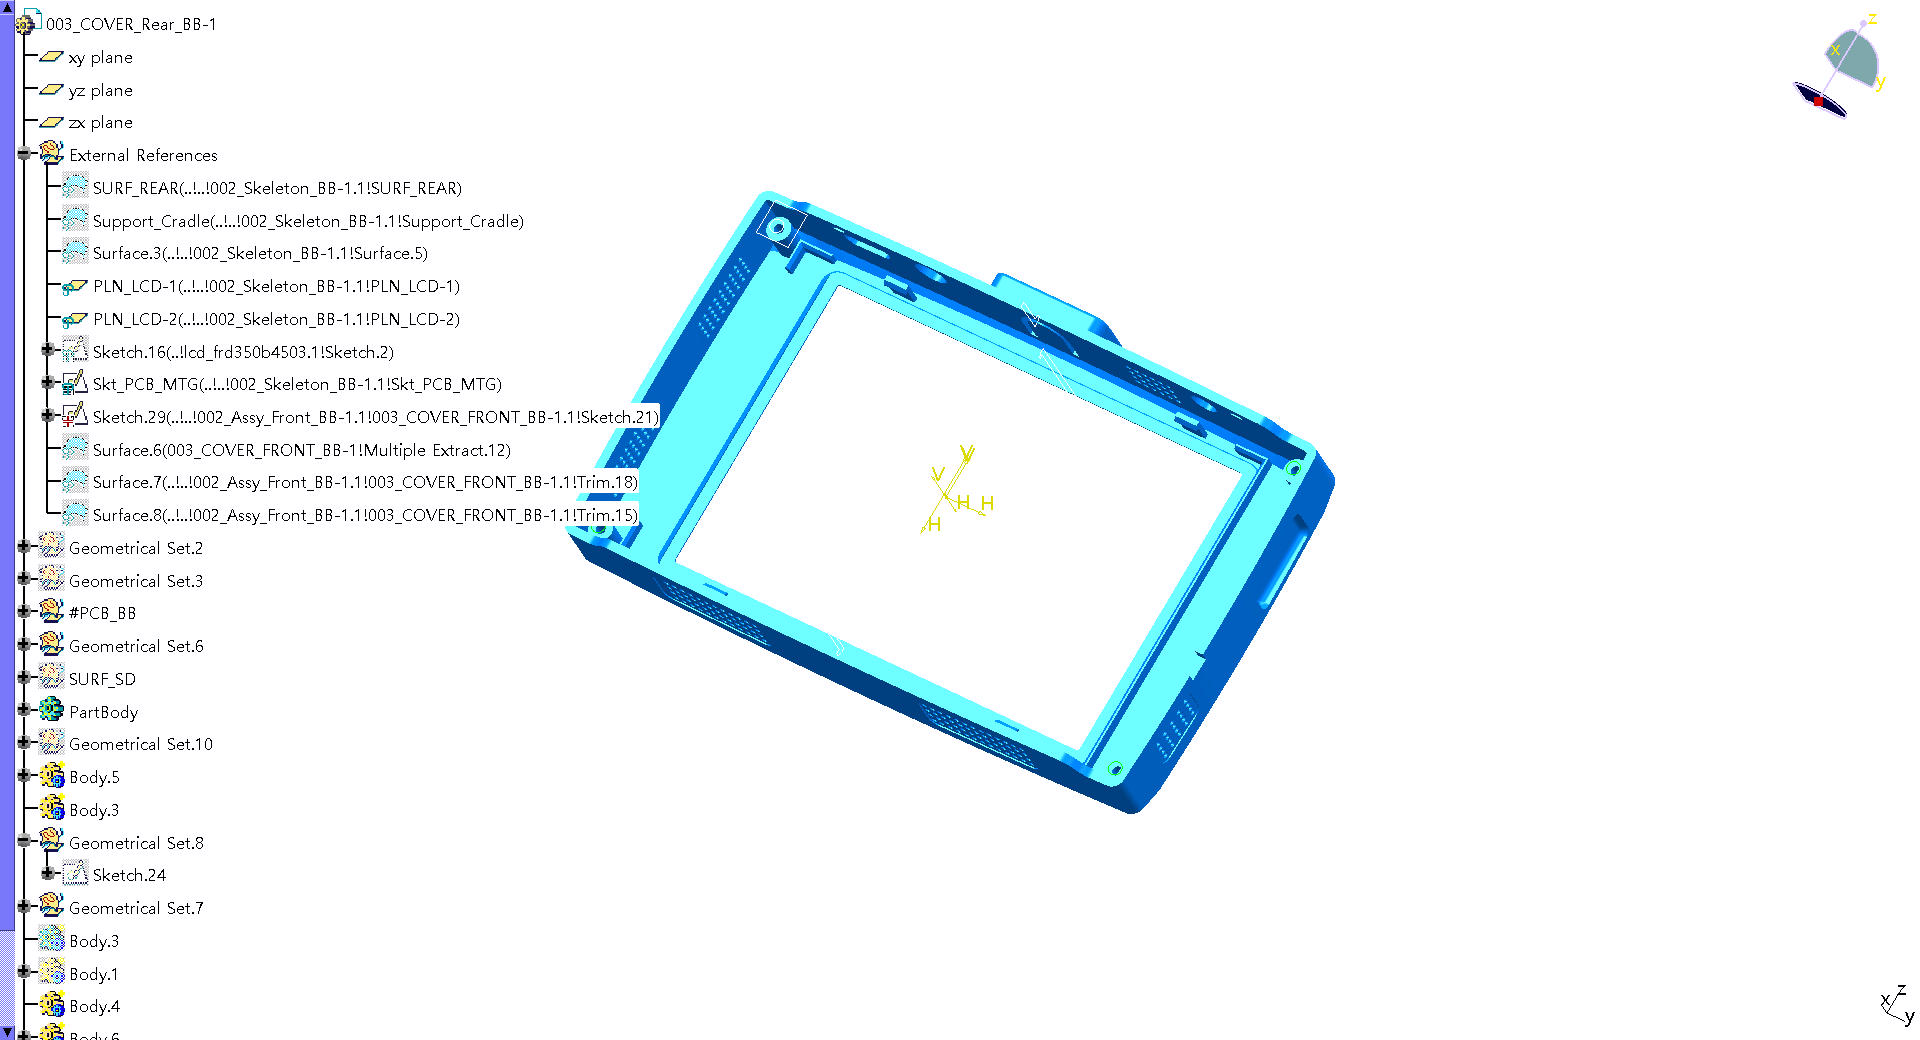 003_COVER_Rear_BB-1
xy plane
yz plane
zx plane
External References
SURF_REAR(..!..!002_Skeleton_BB-1.1!SURF_REAR)
Support_Cradle(..!..!002_Skeleton_BB-1.1!Support_Cradle)
Surface.3(..!..!002_Skeleton_BB-1.1!Surface.5)
PLN_LCD-1(..!..!002_Skeleton_BB-1.1!PLN_LCD-1)
PLN_LCD-2(..!..!002_Skeleton_BB-1.1!PLN_LCD-2)
Sketch.16(..!lcd_frd350b4503.1!Sketch.2)
Skt_PCB_MTG(..!..!002_Skeleton_BB-1.1!Skt_PCB_MTG)
Sketch.29(..!..!002_Assy_Front_BB-1.1!003_COVER_FRONT_BB-1.1!Sketch.21)
Surface.6(003_COVER_FRONT_BB-1!Multiple Extract.12)
Surface.7(..!..!002_Assy_Front_BB-1.1!003_COVER_FRONT_BB-1.1!Trim.18)
Surface.8(..!..!002_Assy_Front_BB-1.1!003_COVER_FRONT_BB-1.1!Trim.15)
Geometrical Set.2
Geometrical Set.3
#PCB_BB
Geometrical Set.6
SURF_SD
PartBody
Geometrical Set.10
Body.5
Body.3
Geometrical Set.8
Sketch.24
Geometrical Set.7
Body.3
Body.1
Body.4
Body.6
V
V
H H
H
z
x
y
z
x
y